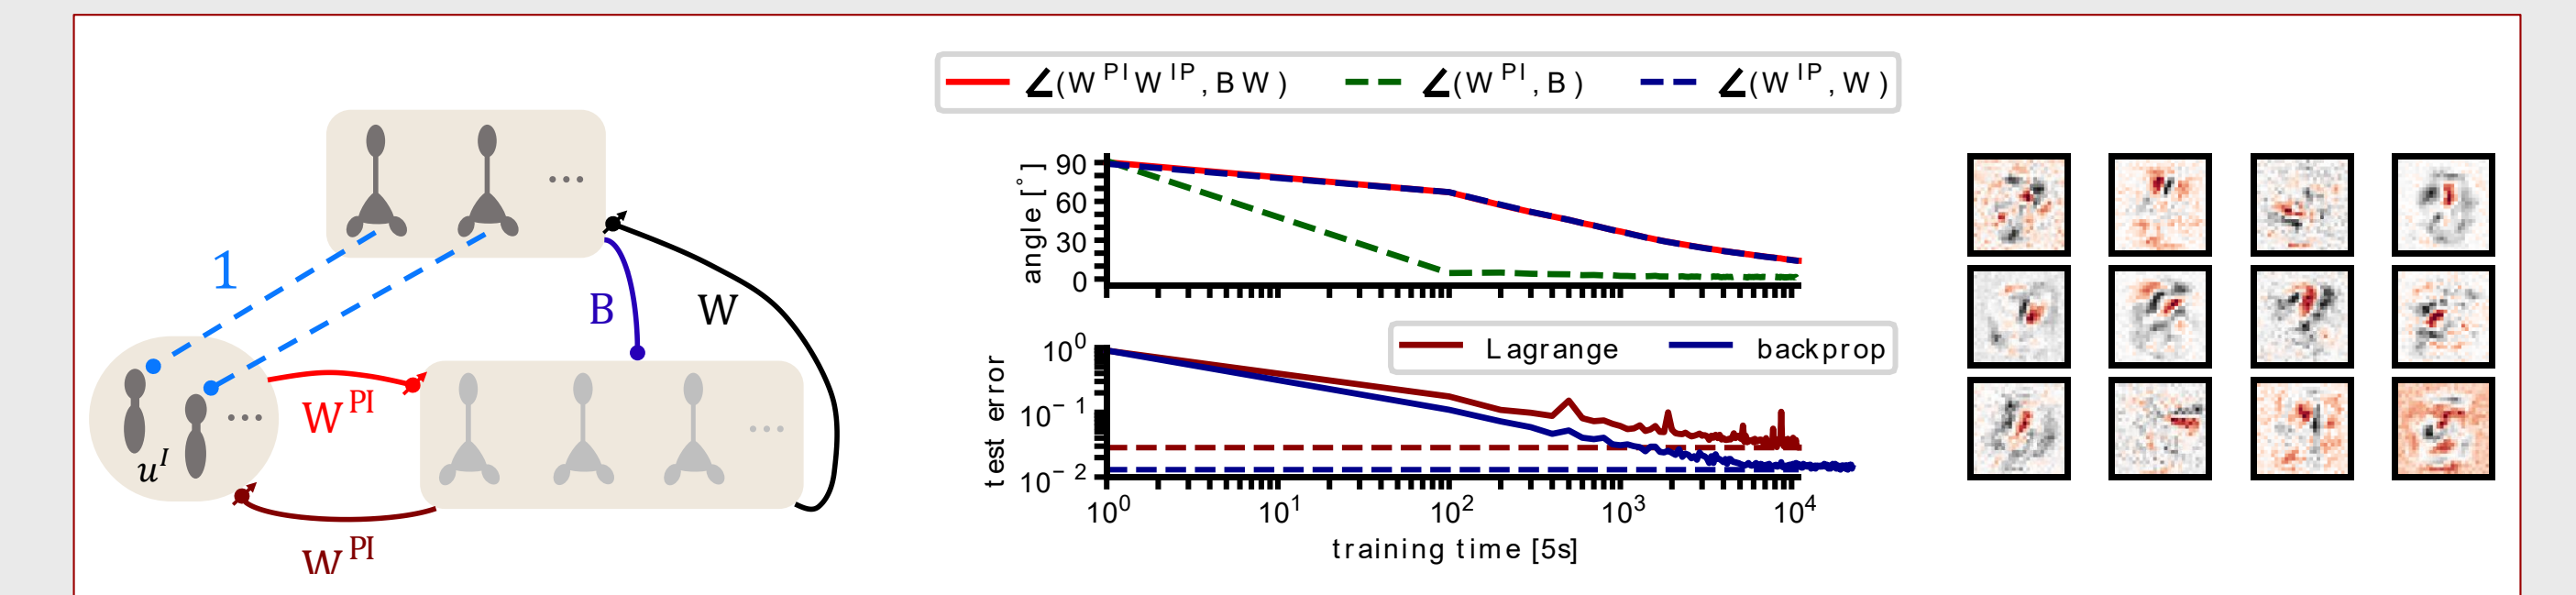 1
B
W
W^PI
u^I
W^PI
...
...
...
∠(W^PI W^IP, B W) ∠(W^PI, B) ∠(W^IP, W)
angle [°]
90
60
30
0
Lagrange backprop
test error
10^0
10^-1
10^-2
10^0 10^1 10^2 10^3 10^4
training time [5s]